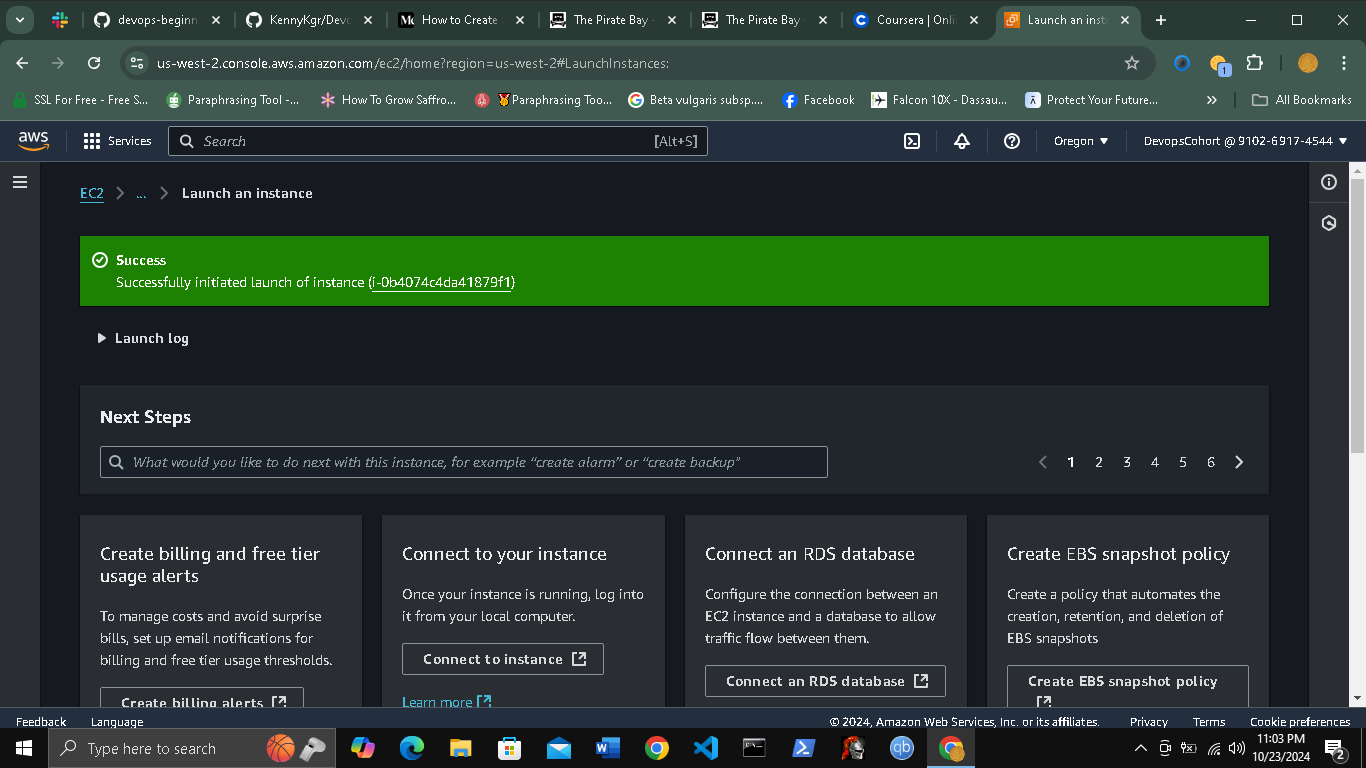 devops-beginn
KennyKgr/Devo
How to Create
The Pirate Bay -
The Pirate Bay -
Coursera | Onli
Launch an insta
us-west-2.console.aws.amazon.com/ec2/home?region=us-west-2#LaunchInstances:
1
SSL For Free - Free S...
Paraphrasing Tool -...
How To Grow Saffro...
Paraphrasing Too...
Beta vulgaris subsp....
Facebook
Falcon 10X - Dassau...
Protect Your Future...
»
All Bookmarks
aws
Services
Search
[Alt+S]
Oregon
DevopsCohort @ 9102-6917-4544
EC2
...
Launch an instance
Success
Successfully initiated launch of instance (i-0b4074c4da41879f1)
Launch log
Next Steps
What would you like to do next with this instance, for example “create alarm” or “create backup”
1 2 3 4 5 6
Create billing and free tier
usage alerts
To manage costs and avoid surprise
bills, set up email notifications for
billing and free tier usage thresholds.
Create billing alerts
Connect to your instance
Once your instance is running, log into
it from your local computer.
Connect to instance
Learn more
Connect an RDS database
Configure the connection between an
EC2 instance and a database to allow
traffic flow between them.
Connect an RDS database
Create EBS snapshot policy
Create a policy that automates the
creation, retention, and deletion of
EBS snapshots
Create EBS snapshot policy
Feedback
Language
© 2024, Amazon Web Services, Inc. or its affiliates.
Privacy
Terms
Cookie preferences
Type here to search
qb
11:03 PM
10/23/2024
2